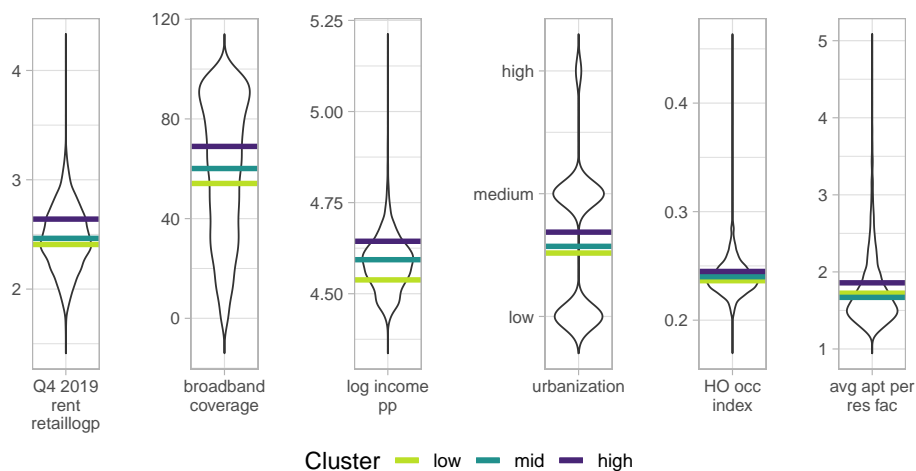 4
3
2
Q4 2019
rent
retaillogp
120
80
40
0
broadband
coverage
5.25
5.00
4.75
4.50
log income
pp
high
medium
low
urbanization
0.4
0.3
0.2
HO occ
index
5
4
3
2
1
avg apt per
res fac
Cluster low mid high